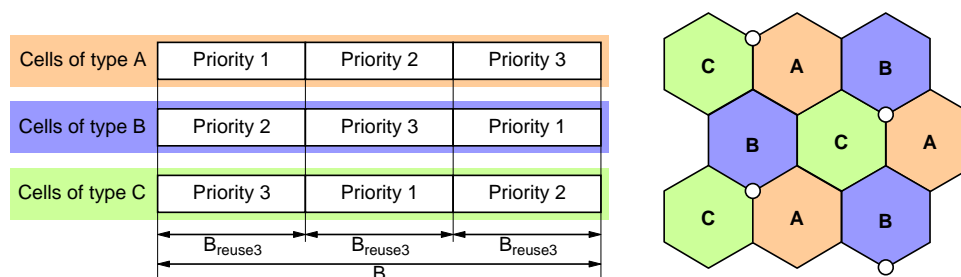 Cells of type A Priority 1 Priority 2 Priority 3
Cells of type B Priority 2 Priority 3 Priority 1
Cells of type C Priority 3 Priority 1 Priority 2
Breuse3 Breuse3 Breuse3
B
C A B
B C A
C A B